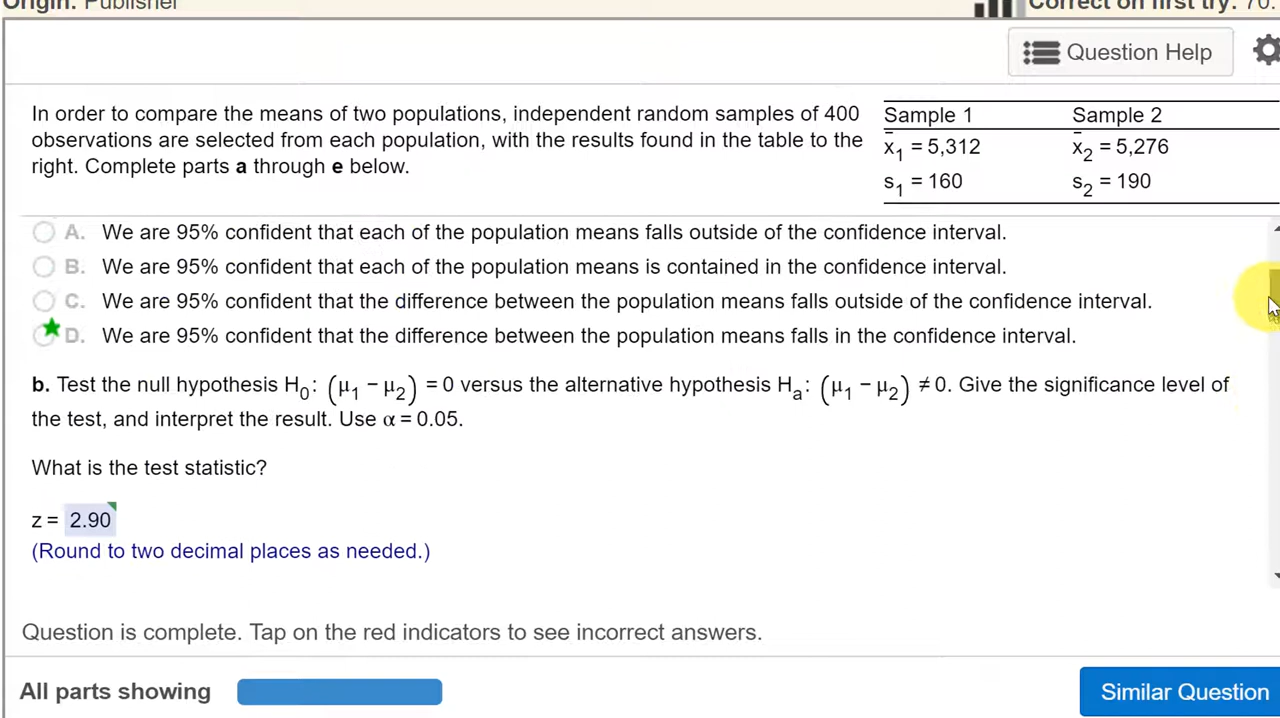 Origin: Publisher
Correct on first try: 70.
Question Help
In order to compare the means of two populations, independent random samples of 400
observations are selected from each population, with the results found in the table to the
right. Complete parts a through e below.
Sample 1 Sample 2
x̄₁ = 5,312 x̄₂ = 5,276
s₁ = 160 s₂ = 190
A. We are 95% confident that each of the population means falls outside of the confidence interval.
B. We are 95% confident that each of the population means is contained in the confidence interval.
C. We are 95% confident that the difference between the population means falls outside of the confidence interval.
D. We are 95% confident that the difference between the population means falls in the confidence interval.
b. Test the null hypothesis H₀: (μ₁ − μ₂) = 0 versus the alternative hypothesis Hₐ: (μ₁ − μ₂) ≠ 0. Give the significance level of
the test, and interpret the result. Use α = 0.05.
What is the test statistic?
z = 2.90
(Round to two decimal places as needed.)
Question is complete. Tap on the red indicators to see incorrect answers.
All parts showing
Similar Question